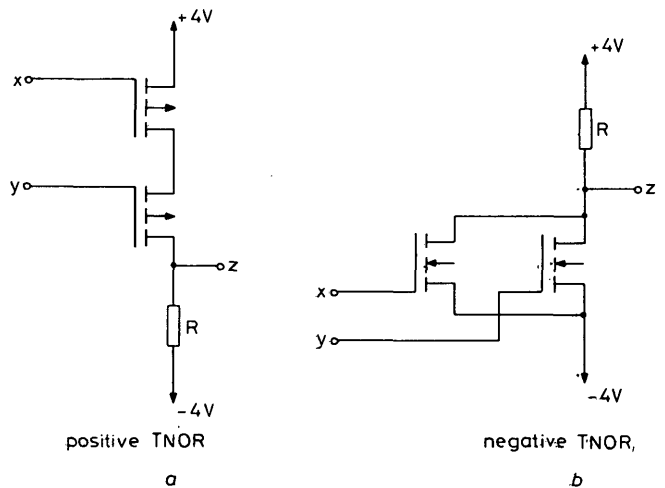 +4V
x
y
z
R
-4V
positive TNOR
a
+4V
R
z
x
y
-4V
negative TNOR,
b